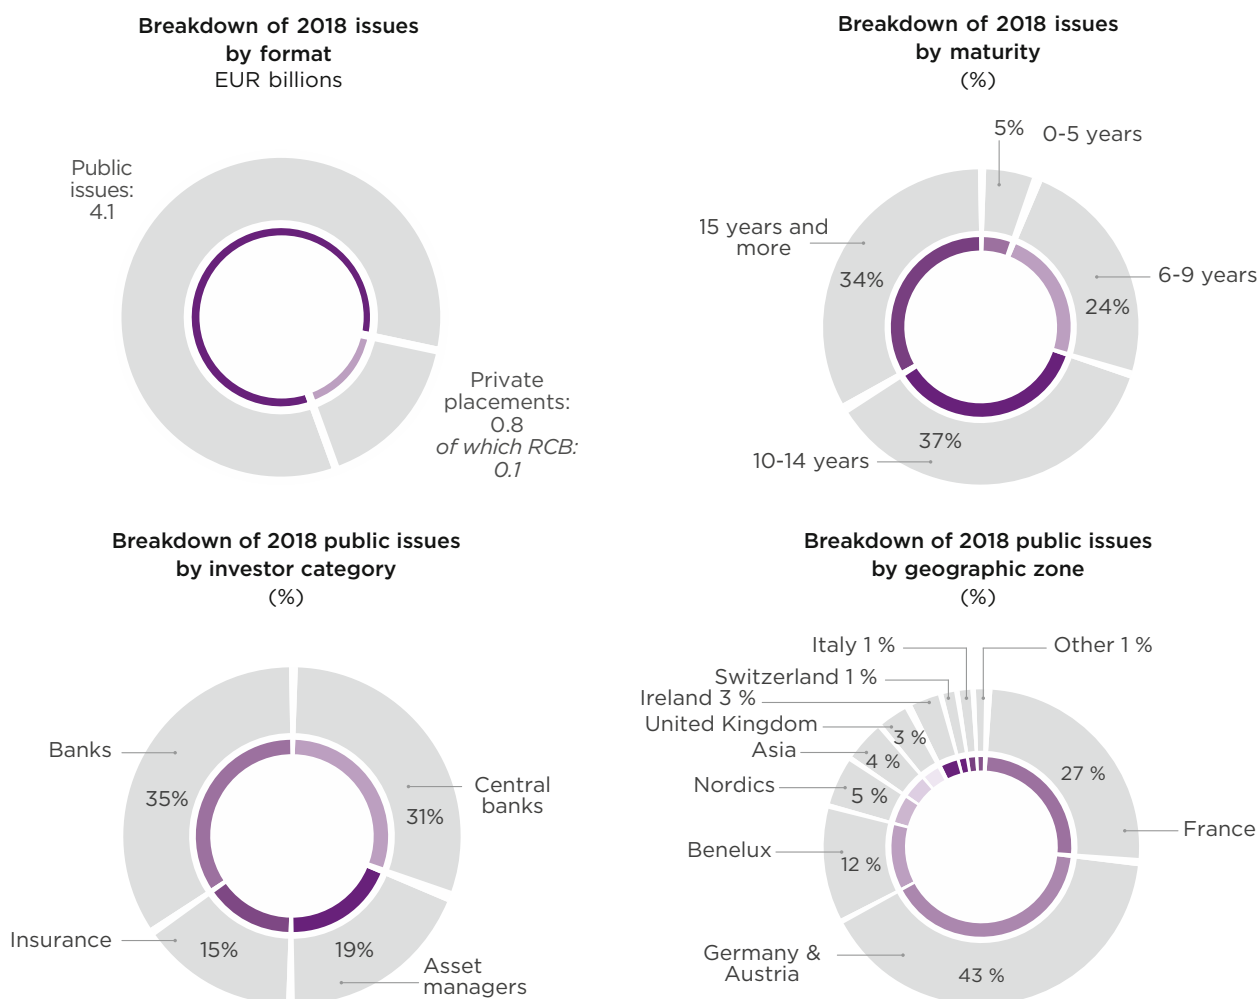 Breakdown of 2018 issues
by format
EUR billions
Public
issues:
4.1
Private
placements:
0.8
of which RCB:
0.1
Breakdown of 2018 issues
by maturity
(%)
5%
0-5 years
15 years and
more
34%
6-9 years
24%
37%
10-14 years
Breakdown of 2018 public issues
by investor category
(%)
Banks
35%
Central
banks
31%
Insurance
15%
19%
Asset
managers
Breakdown of 2018 public issues
by geographic zone
(%)
Italy 1 %
Other 1 %
Switzerland 1 %
Ireland 3 %
United Kingdom
3 %
Asia
4 %
Nordics
5 %
27 %
France
Benelux
12 %
Germany &
Austria
43 %